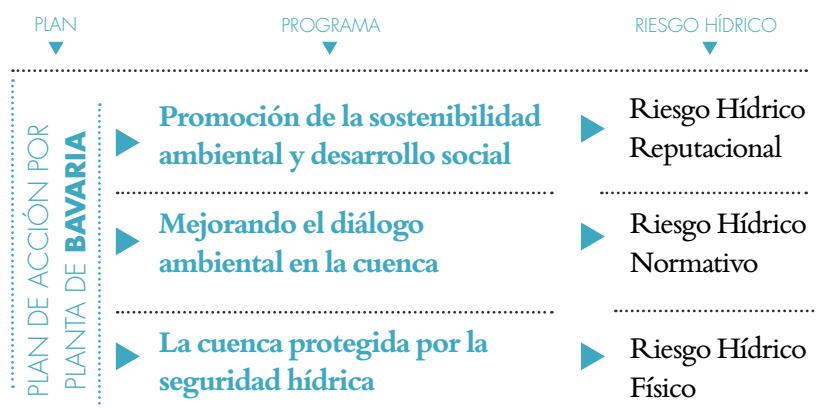 PLAN
PROGRAMA
RIESGO HÍDRICO
PLAN DE ACCIÓN POR
PLANTA DE BAVARIA
Promoción de la sostenibilidad
ambiental y desarrollo social
Riesgo Hídrico
Reputacional
Mejorando el diálogo
ambiental en la cuenca
Riesgo Hídrico
Normativo
La cuenca protegida por la
seguridad hídrica
Riesgo Hídrico
Físico